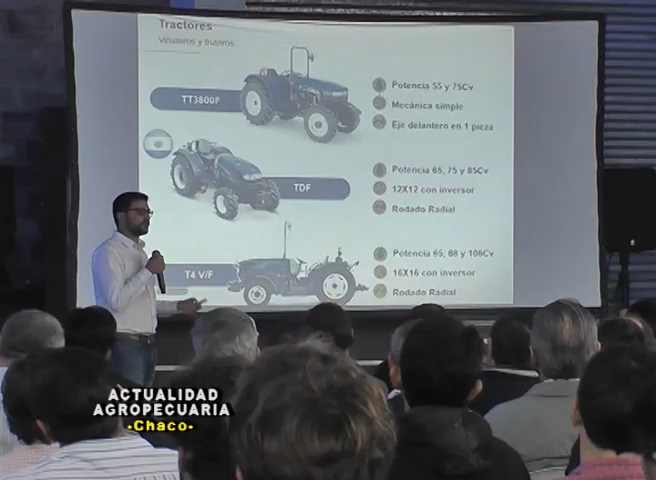 Tractores
Viñateros y fruteros
TT3800F
Potencia 55 y 75Cv
Mecánica simple
Eje delantero en 1 pieza
TDF
Potencia 65, 75 y 85Cv
12X12 con inversor
Rodado Radial
T4 V/F
Potencia 65, 88 y 106Cv
16X16 con inversor
Rodado Radial
ACTUALIDAD
AGROPECUARIA
-Chaco-